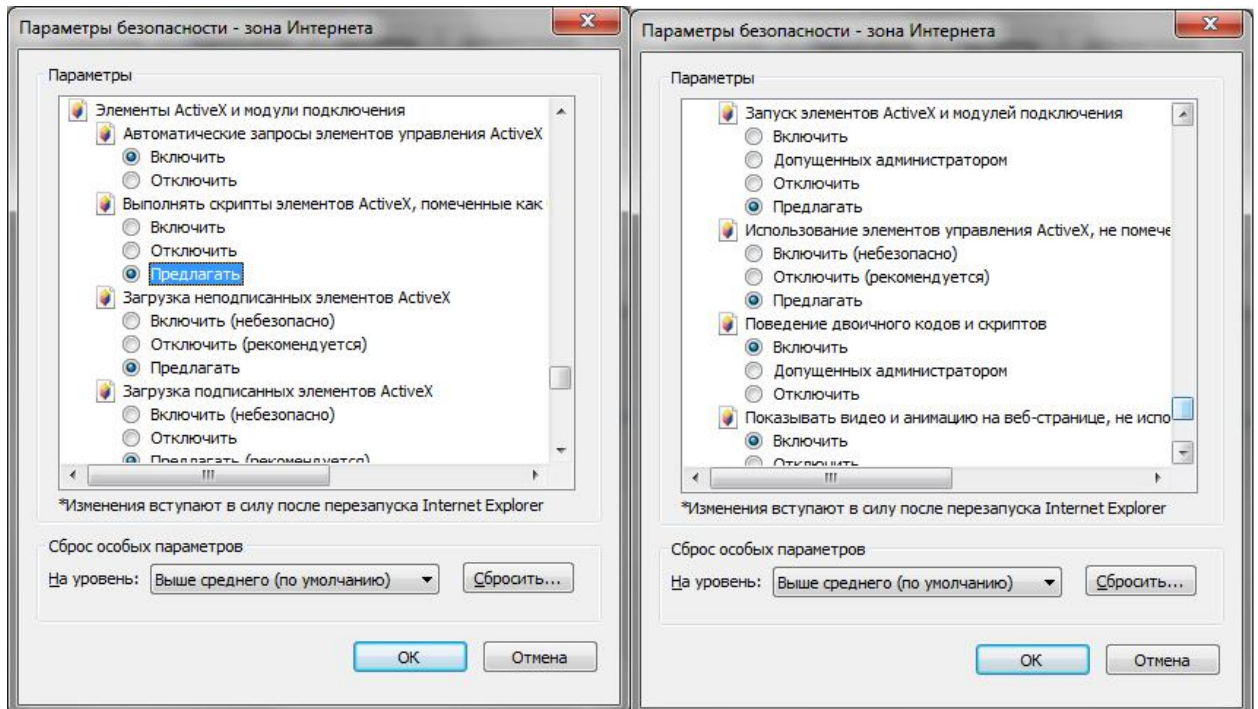 Параметры безопасности - зона Интернета
Параметры
Элементы ActiveX и модули подключения
Автоматические запросы элементов управления ActiveX
Включить
Отключить
Выполнять скрипты элементов ActiveX, помеченные как
Включить
Отключить
Предлагать
Загрузка неподписанных элементов ActiveX
Включить (небезопасно)
Отключить (рекомендуется)
Предлагать
Загрузка подписанных элементов ActiveX
Включить (небезопасно)
Отключить
Предлагать (рекомендуется)
*Изменения вступают в силу после перезапуска Internet Explorer
Сброс особых параметров
На уровень: Выше среднего (по умолчанию) Сбросить...
OK Отмена
Параметры безопасности - зона Интернета
Параметры
Запуск элементов ActiveX и модулей подключения
Включить
Допущенных администратором
Отключить
Предлагать
Использование элементов управления ActiveX, не помече
Включить (небезопасно)
Отключить (рекомендуется)
Предлагать
Поведение двоичного кодов и скриптов
Включить
Допущенных администратором
Отключить
Показывать видео и анимацию на веб-странице, не испо
Включить
Отключить
*Изменения вступают в силу после перезапуска Internet Explorer
Сброс особых параметров
На уровень: Выше среднего (по умолчанию) Сбросить...
OK Отмена